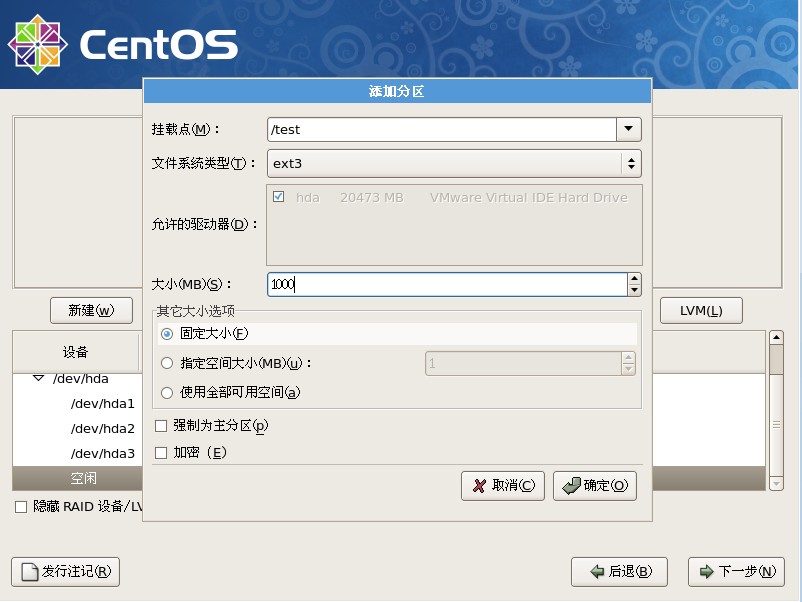 CentOS
添加分区
挂载点(M)：
/test
文件系统类型(T)：
ext3
hda 20473 MB VMware Virtual IDE Hard Drive
允许的驱动器(D)：
大小(MB)(S)：
1000
其它大小选项
固定大小(F)
指定空间大小(MB)(u)：
1
使用全部可用空间(a)
强制为主分区(p)
加密（E）
取消(C)
确定(O)
新建(w)
LVM(L)
设备
/dev/hda
/dev/hda1
/dev/hda2
/dev/hda3
空闲
隐藏 RAID 设备/LV
发行注记(R)
后退(B)
下一步(N)